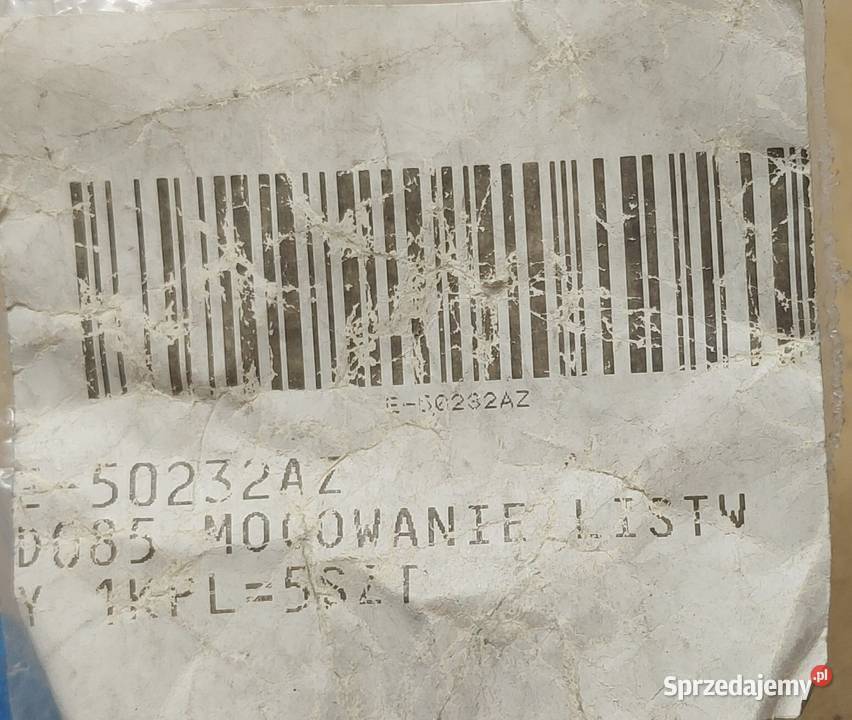 E-50232AZ
E-50232AZ
D085 MOCOWANIE LISTW
Y 1KPL=5SZT
Sprzedajemy.pl